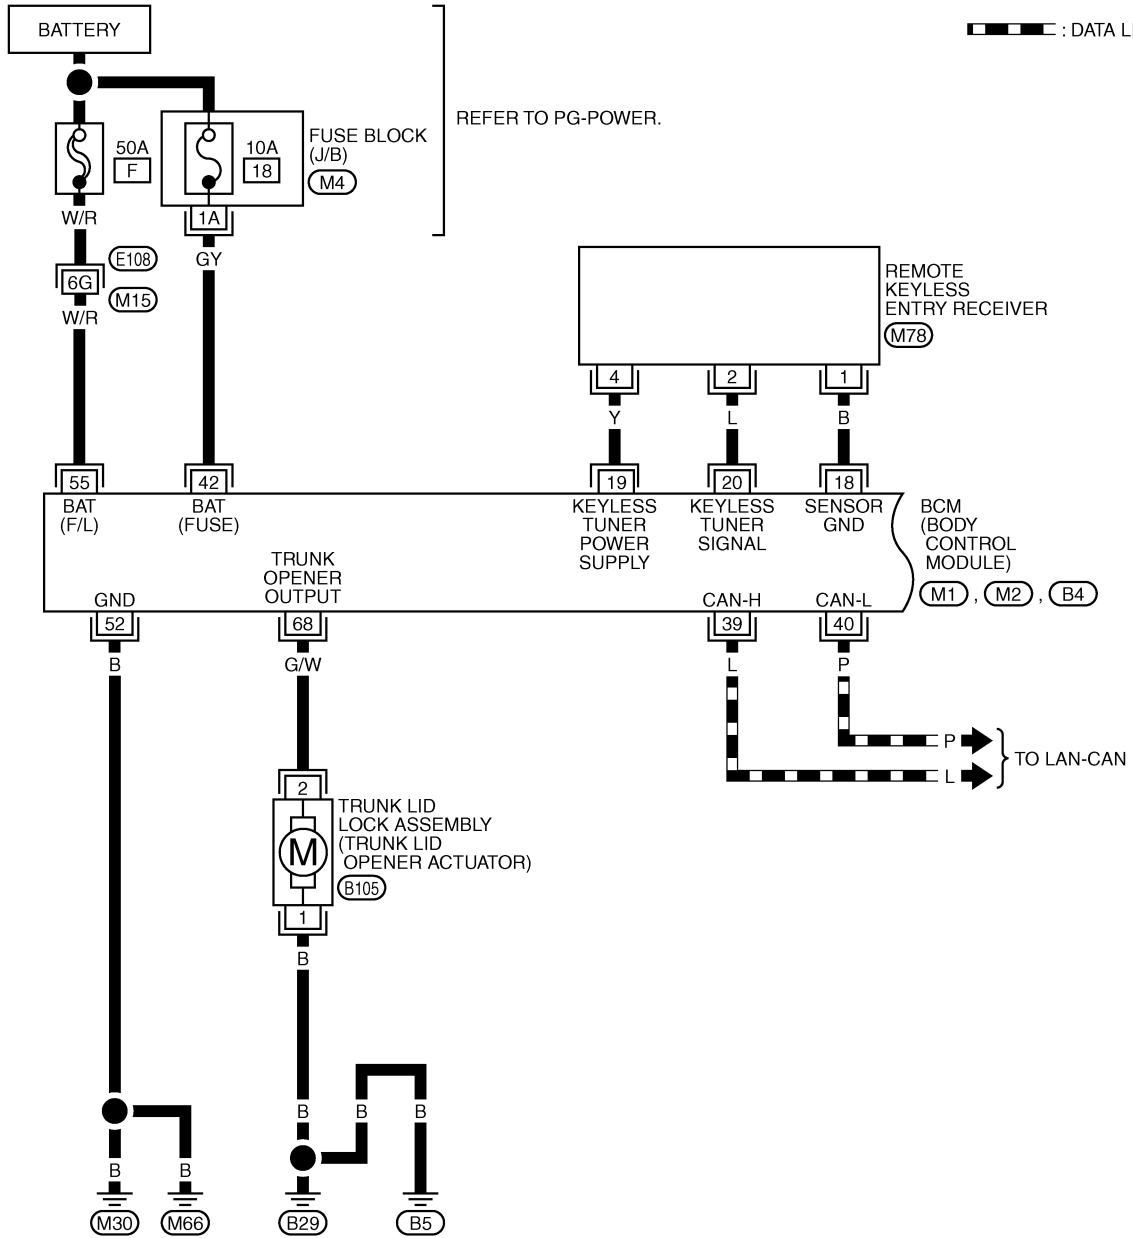 BATTERY
: DATA L
REFER TO PG-POWER.
50A
F
10A
18
FUSE BLOCK
(J/B)
M4
W/R
1A
E108
GY
6G
M15
W/R
REMOTE
KEYLESS
ENTRY RECEIVER
M78
4
2
1
Y
L
B
55
42
19
20
18
BAT
(F/L)
BAT
(FUSE)
KEYLESS
TUNER
POWER
SUPPLY
KEYLESS
TUNER
SIGNAL
SENSOR
GND
BCM
(BODY
CONTROL
MODULE)
M1 , M2 , B4
TRUNK
OPENER
OUTPUT
GND
CAN-H
CAN-L
52
68
39
40
B
G/W
L
P
P
L
TO LAN-CAN
2
TRUNK LID
LOCK ASSEMBLY
(TRUNK LID
OPENER ACTUATOR)
M
B105
1
B
B
B
B
B
B
M30
M66
B29
B5